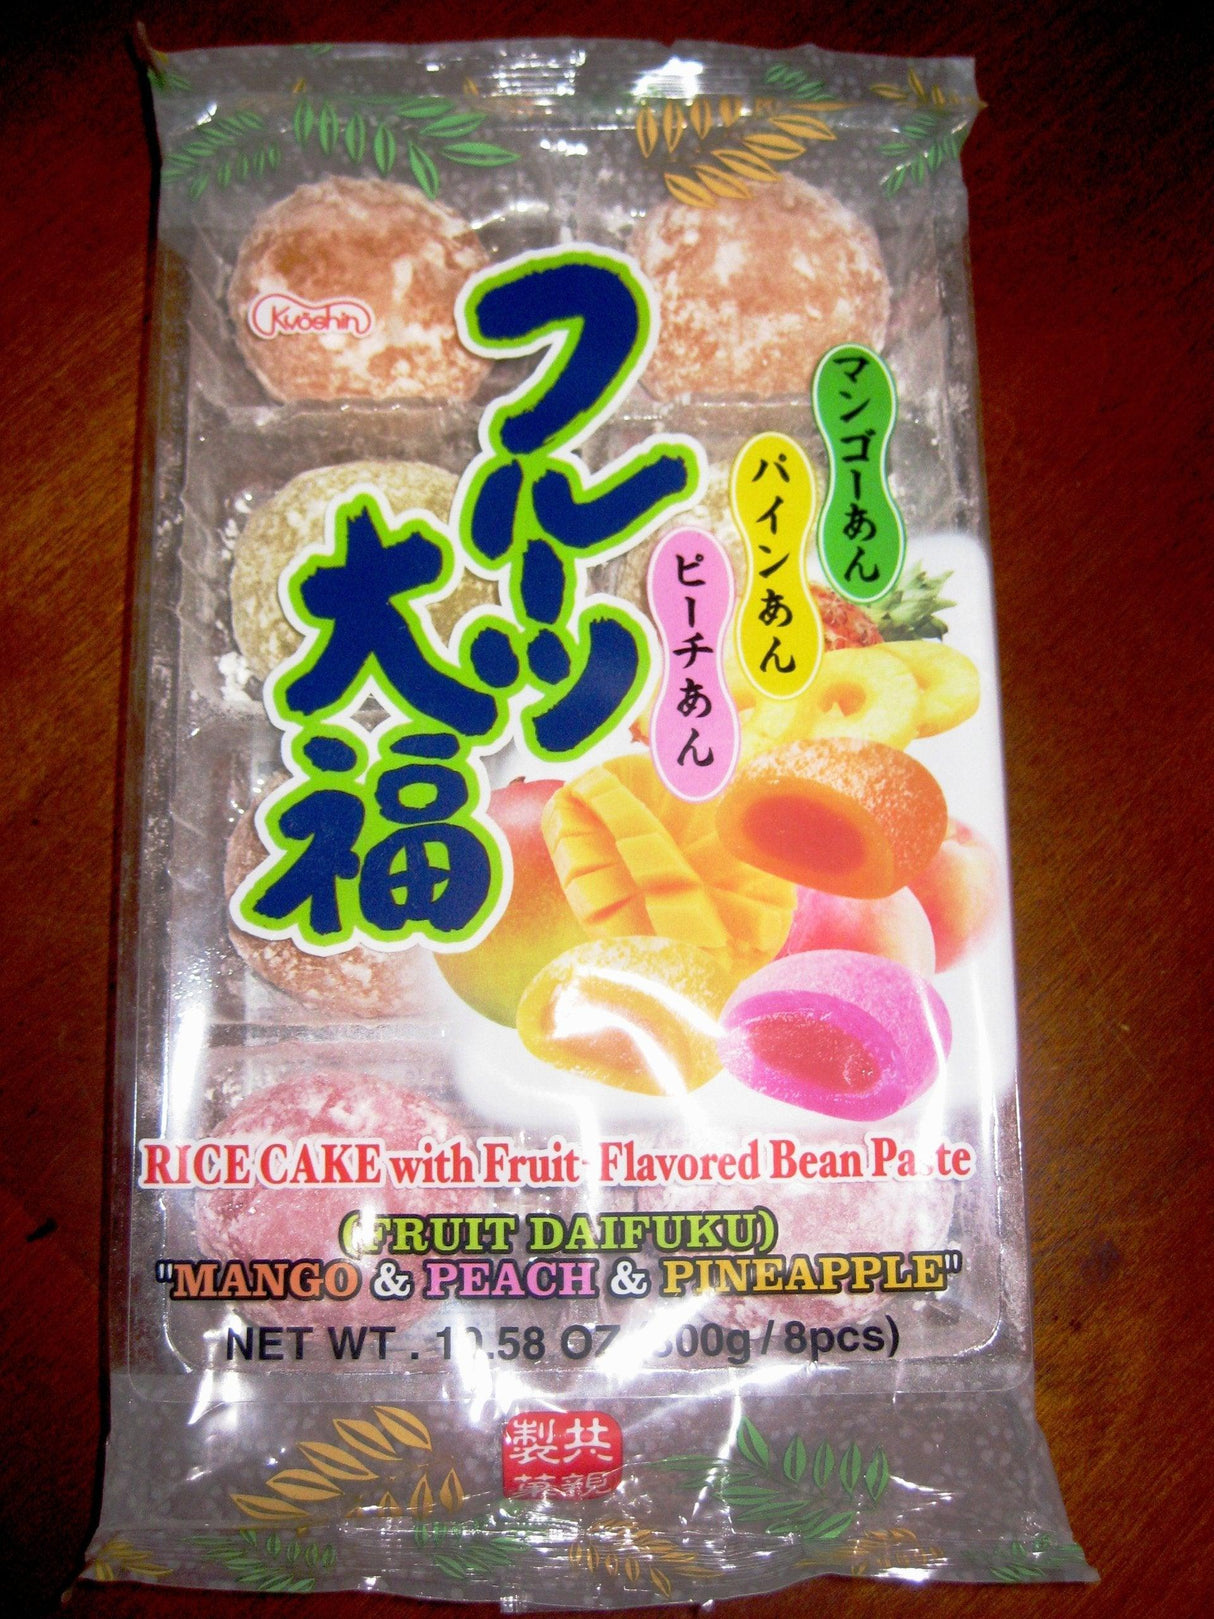 Kyoshin
フルーツ
大福
マンゴーあん
パインあん
ピーチあん
RICE CAKE with Fruit-Flavored Bean Paste
(FRUIT DAIFUKU)
"MANGO & PEACH & PINEAPPLE"
NET WT. 10.58 OZ (300g/8pcs)
共親
製菓